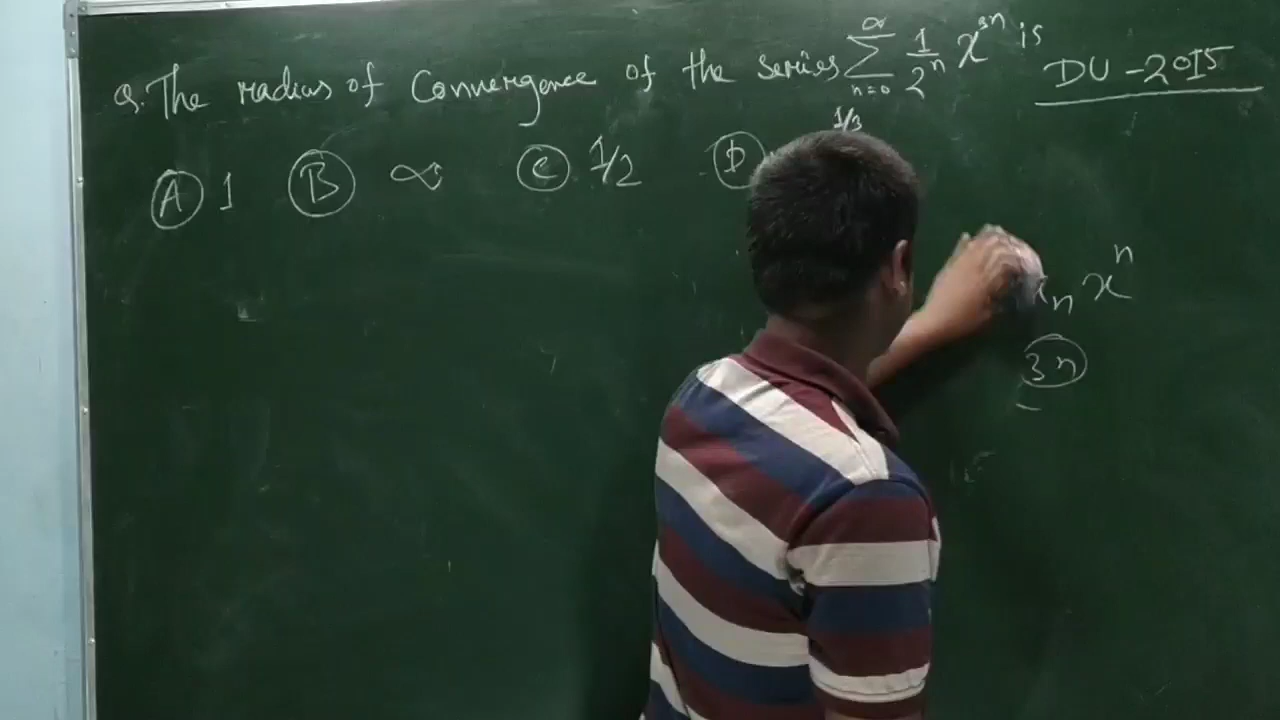 Q. The radius of Convergence of the series ∑_{n=0}^{∞} 1/2^n x^{3n} is DU-2015
(A) 1 (B) ∞ (C) 1/2 (D) 1/3
n x^n
3n